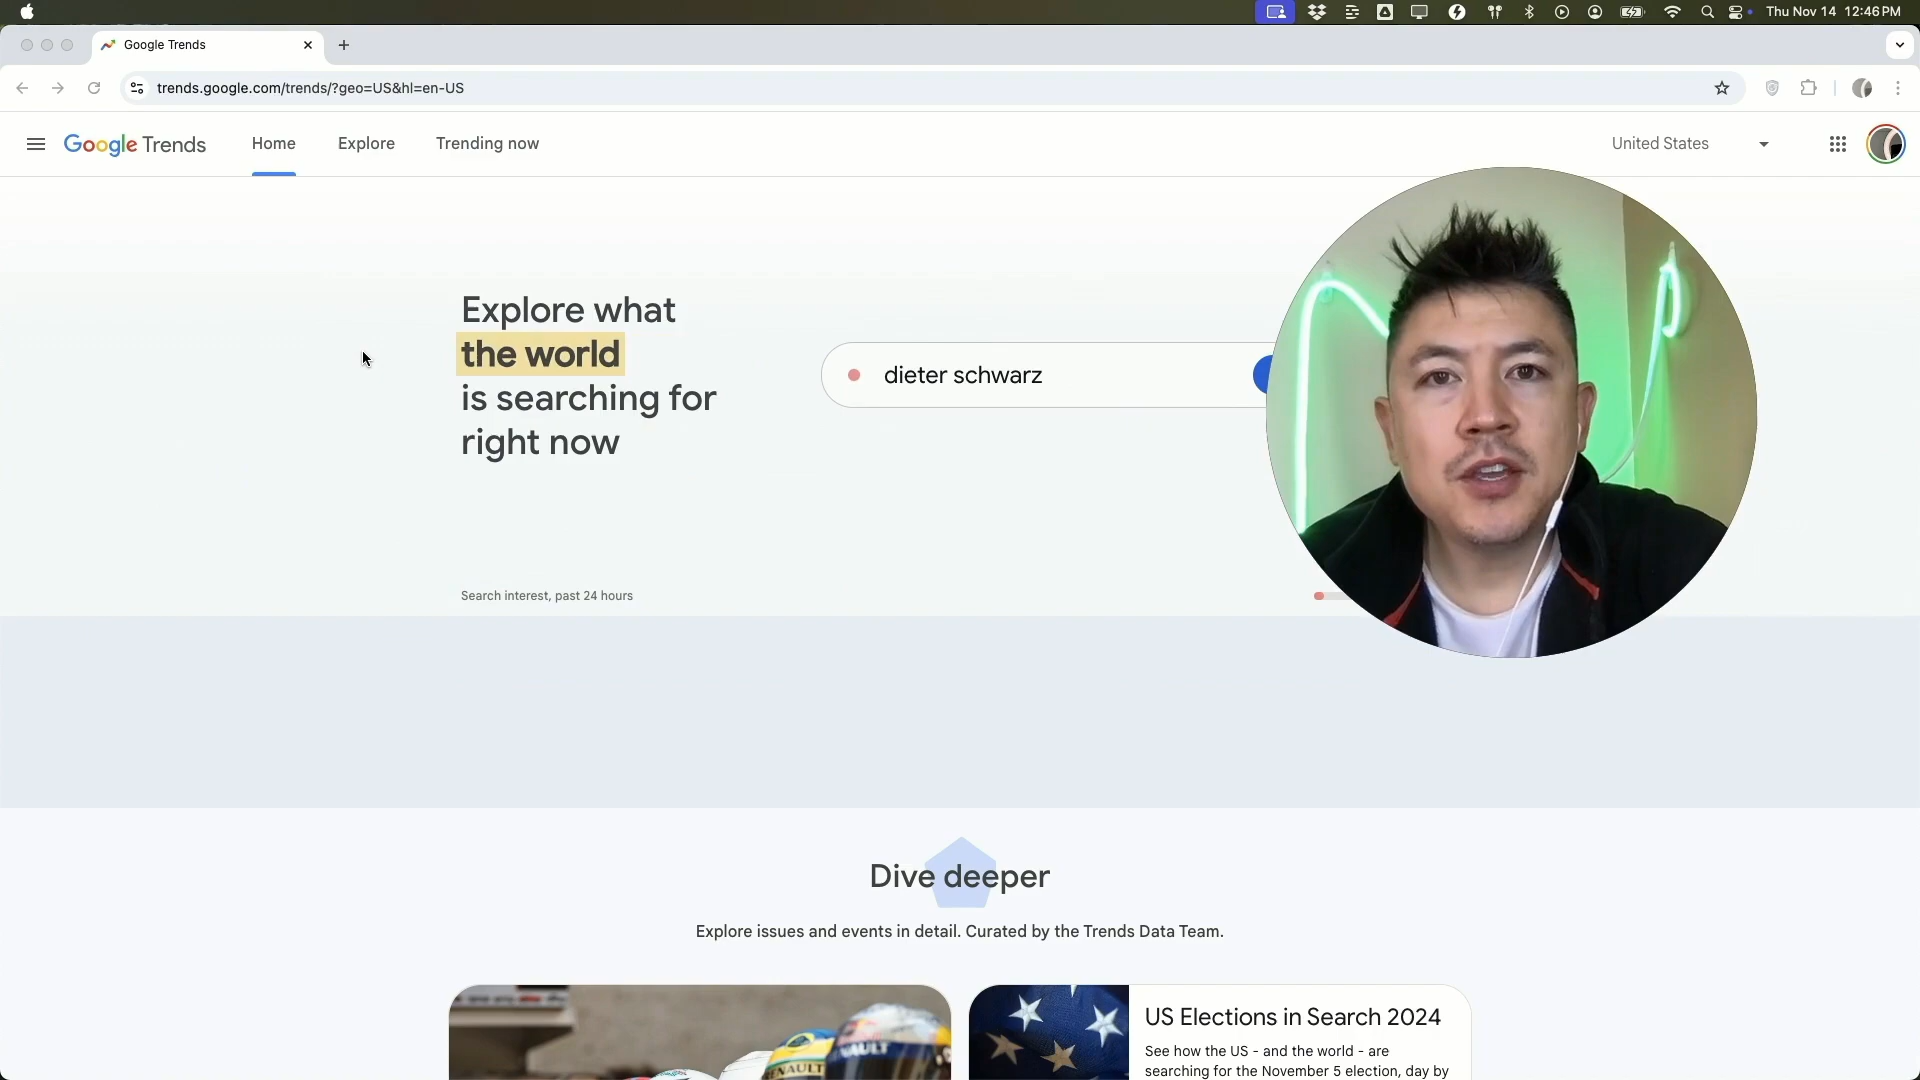 Thu Nov 14 12:46 PM
Google Trends
trends.google.com/trends/?geo=US&hl=en-US
Google Trends
Home
Explore
Trending now
United States
Explore what
the world
is searching for
right now
dieter schwarz
Search interest, past 24 hours
Dive deeper
Explore issues and events in detail. Curated by the Trends Data Team.
RENAULT
US Elections in Search 2024
See how the US - and the world - are
searching for the November 5 election, day by